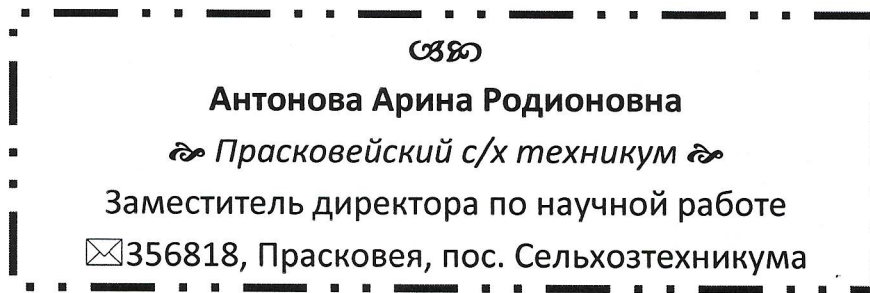 Антонова Арина Родионовна
Прасковейский с/х техникум
Заместитель директора по научной работе
356818, Прасковея, пос. Сельхозтехникума